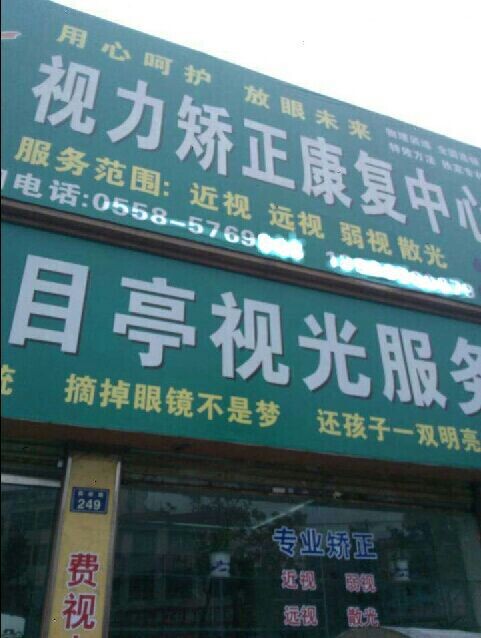 用心呵护 放眼未来
视力矫正康复中心
服务范围: 近视 远视 弱视散光
电话:0558-5769
目亭视光服务
摘掉眼镜不是梦 还孩子一双明亮
249
专业矫正
近视 弱视
远视 散光
费视